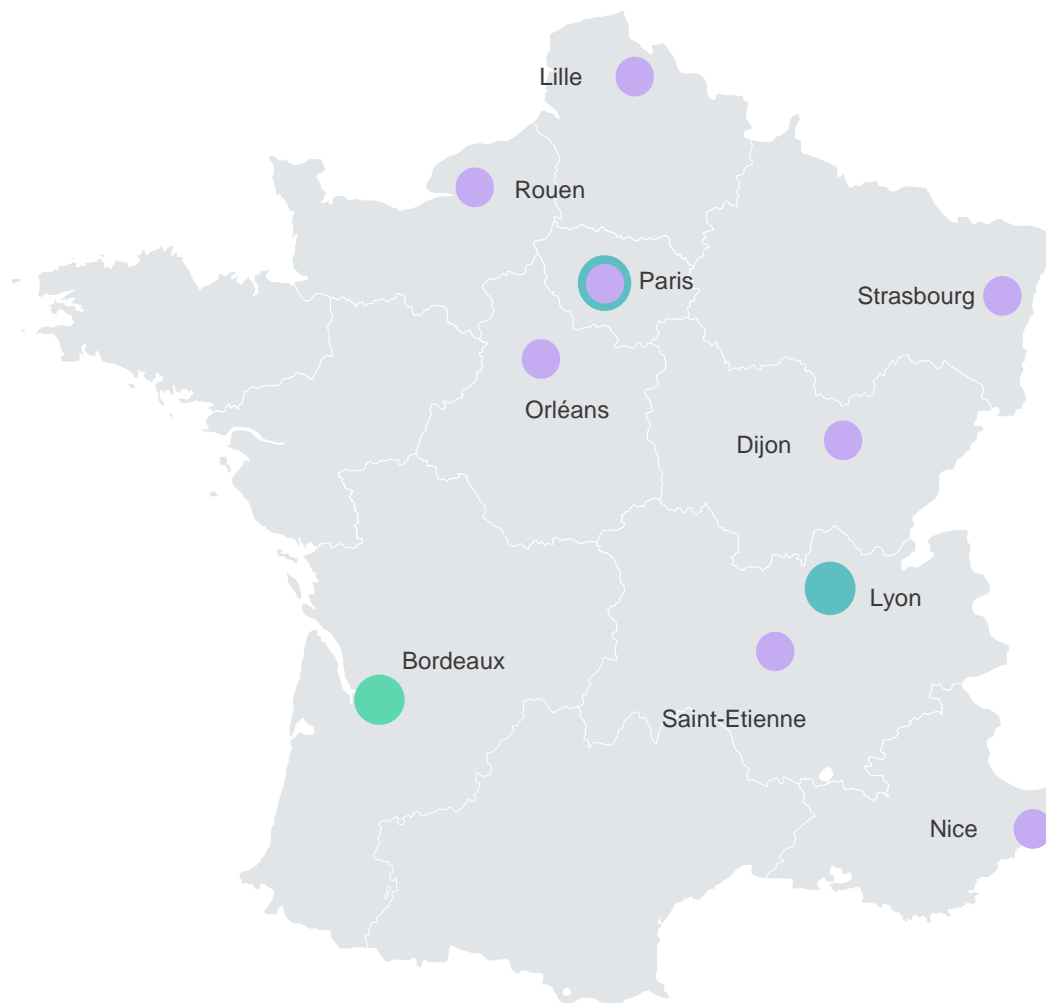 Lille
Rouen
Paris
Strasbourg
Orléans
Dijon
Lyon
Bordeaux
Saint-Etienne
Nice